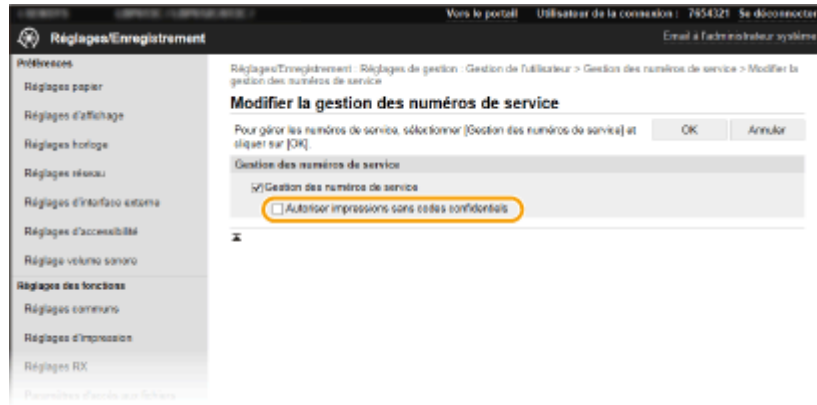 Vers le portail Utilisateur de la connexion : 7654321 Se déconnecter
Réglages/Enregistrement
Email à l'administrateur système
Préférences
Réglages papier
Réglages d'affichage
Réglages horloge
Réglages réseau
Réglages d'interface externe
Réglages d'accessibilité
Réglage volume sonore
Réglages des fonctions
Réglages communs
Réglages d'impression
Réglages RX
Paramètres d'accès aux fichiers
Réglages/Enregistrement : Réglages de gestion : Gestion de l'utilisateur > Gestion des numéros de service > Modifier la
gestion des numéros de service
Modifier la gestion des numéros de service
Pour gérer les numéros de service, sélectionner [Gestion des numéros de service] et
cliquer sur [OK].
OK Annuler
Gestion des numéros de service
Gestion des numéros de service
Autoriser impressions sans codes confidentiels